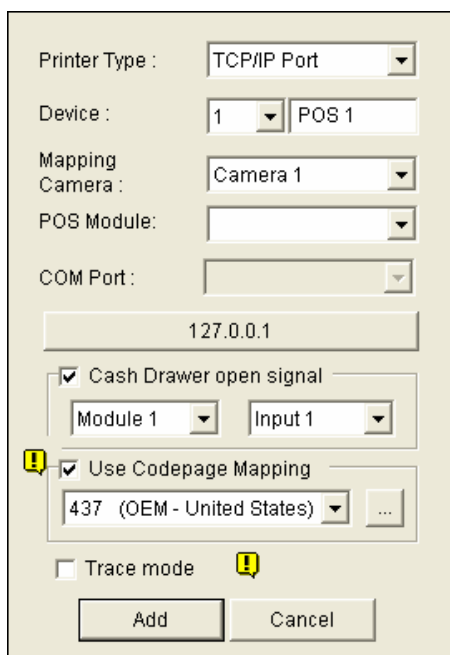 Printer Type : TCP/IP Port
Device : 1 POS 1
Mapping
Camera : Camera 1
POS Module:
COM Port :
127.0.0.1
Cash Drawer open signal
Module 1 Input 1
! Use Codepage Mapping
437 (OEM - United States) ...
Trace mode !
Add Cancel